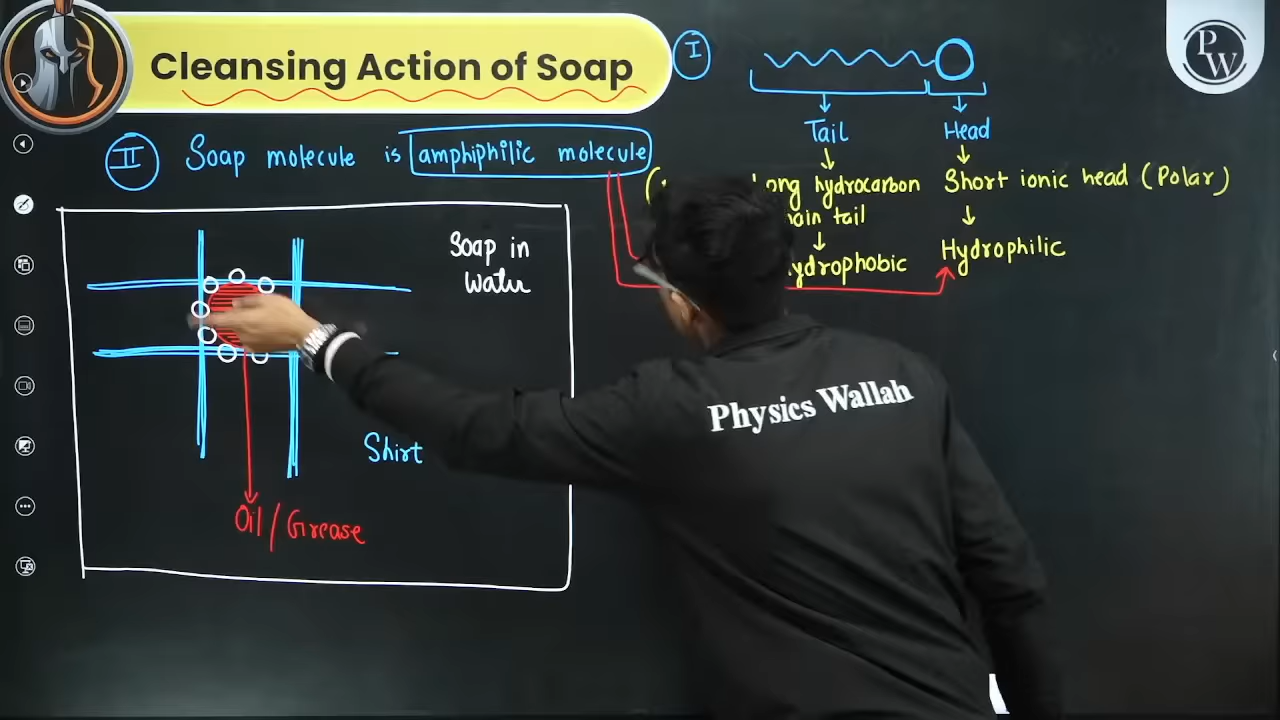 Cleansing Action of Soap
I
PW
Tail
Head
II Soap molecule is amphiphilic molecule
hydrocarbon
tail
Short ionic head (Polar)
Hydrophilic
Soap in
Water
Shirt
Oil/Grease
Physics Wallah